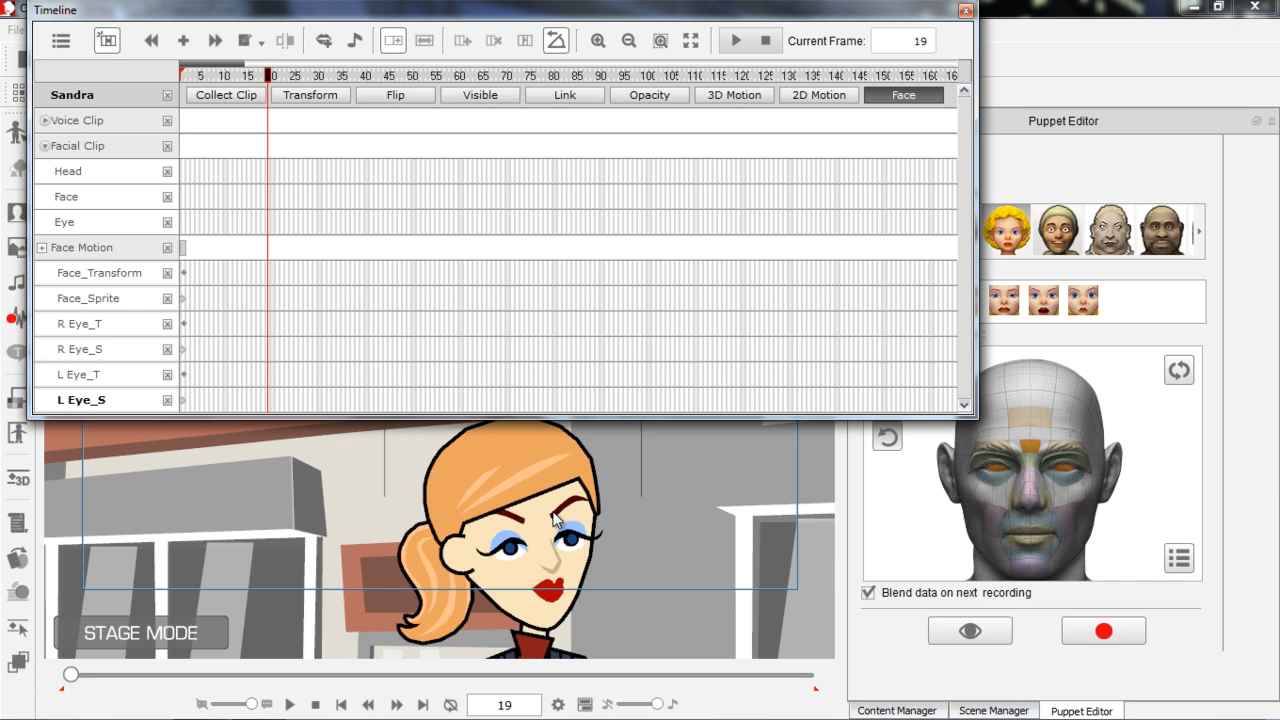 Timeline
File
Current Frame: 19
5 10 15 20 25 30 35 40 45 50 55 60 65 70 75 80 85 90 95
Sandra Collect Clip Transform Flip Visible Link Opacity 3D Motion 2D Motion Face
Voice Clip
Facial Clip
Head
Face
Eye
Face Motion
Face_Transform
Face_Sprite
R Eye_T
R Eye_S
L Eye_T
L Eye_S
Puppet Editor
3D
Blend data on next recording
STAGE MODE
19
Content Manager Scene Manager Puppet Editor